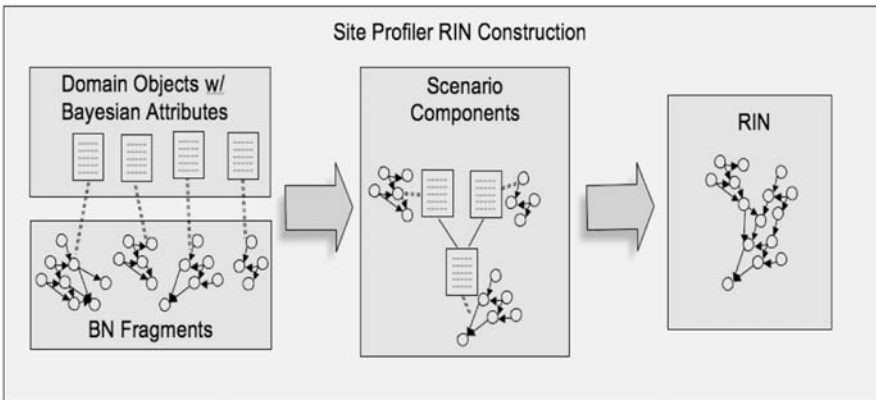 Site Profiler RIN Construction
Domain Objects w/
Bayesian Attributes
BN Fragments
Scenario
Components
RIN